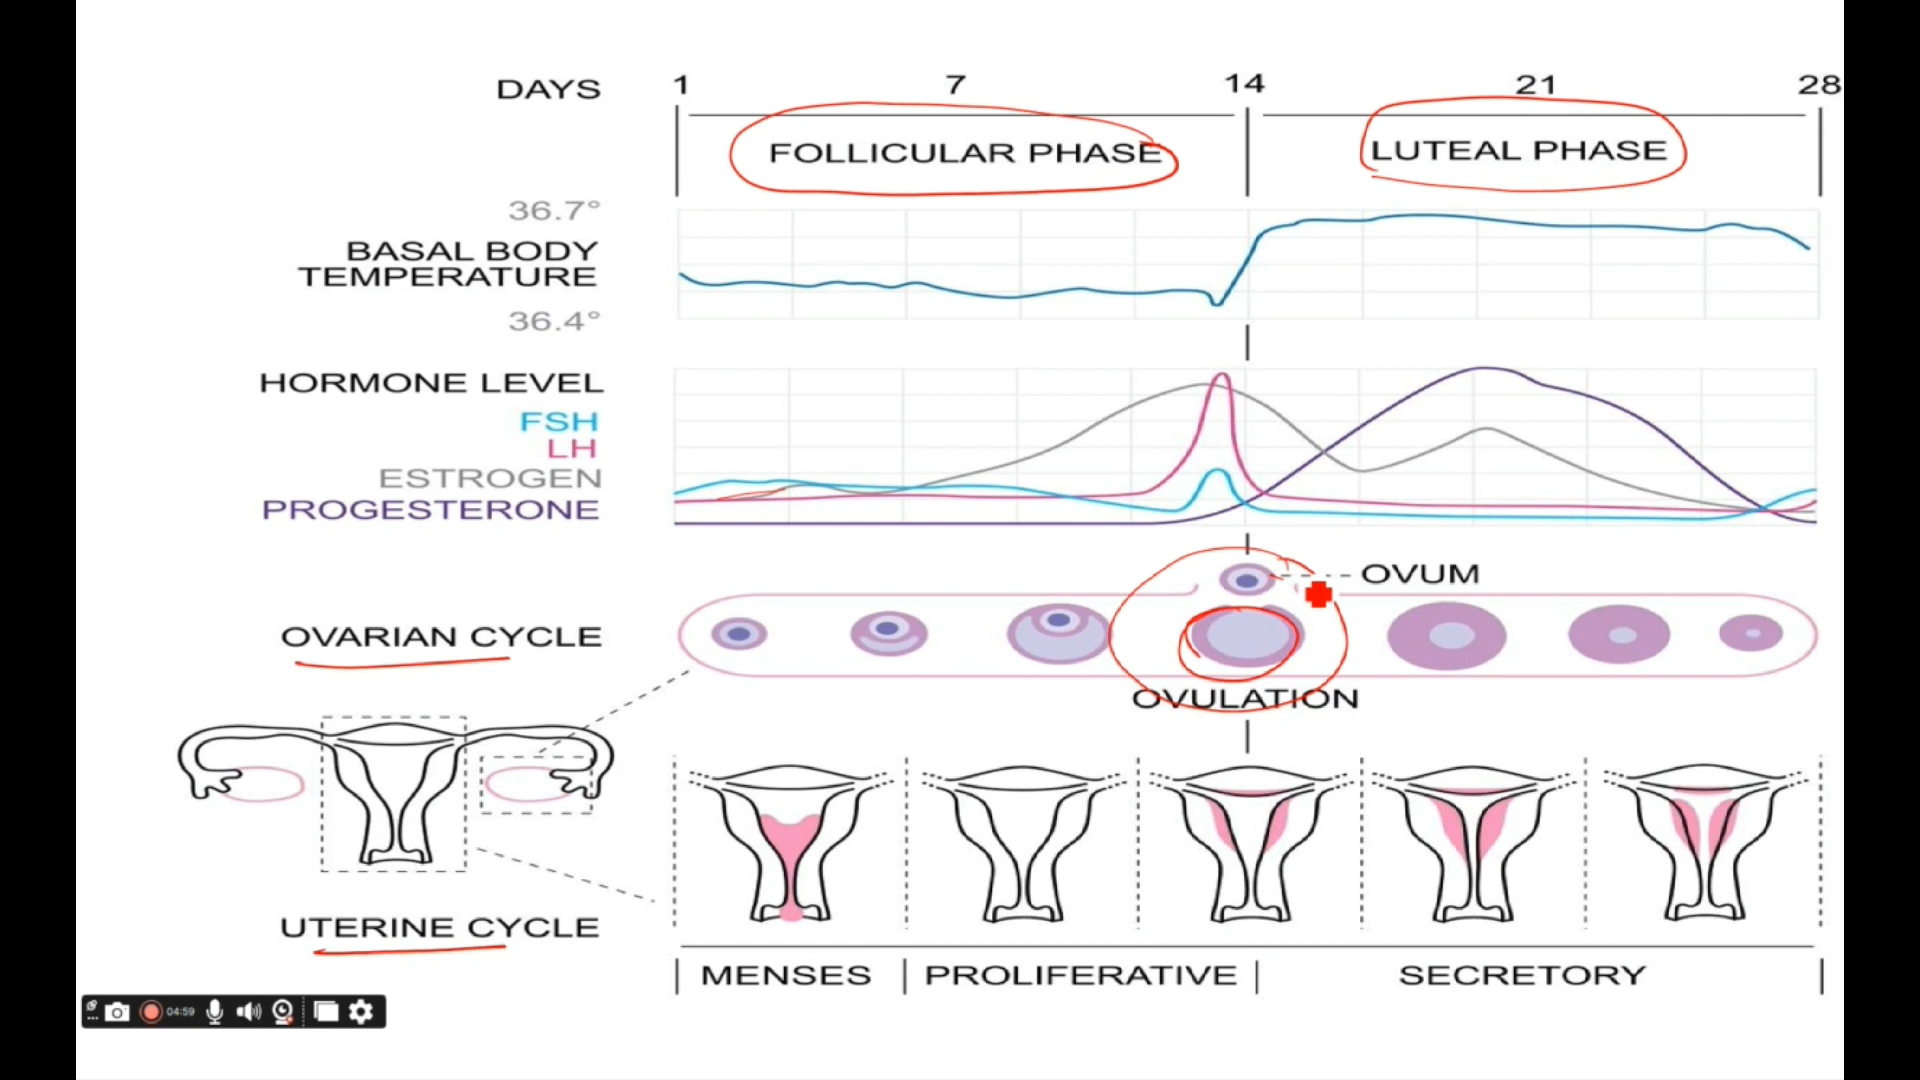 DAYS 1 7 14 21 28
FOLLICULAR PHASE LUTEAL PHASE
36.7°
BASAL BODY
TEMPERATURE
36.4°
HORMONE LEVEL
FSH
LH
ESTROGEN
PROGESTERONE
OVUM
OVARIAN CYCLE
OVULATION
UTERINE CYCLE
MENSES PROLIFERATIVE SECRETORY
04:59